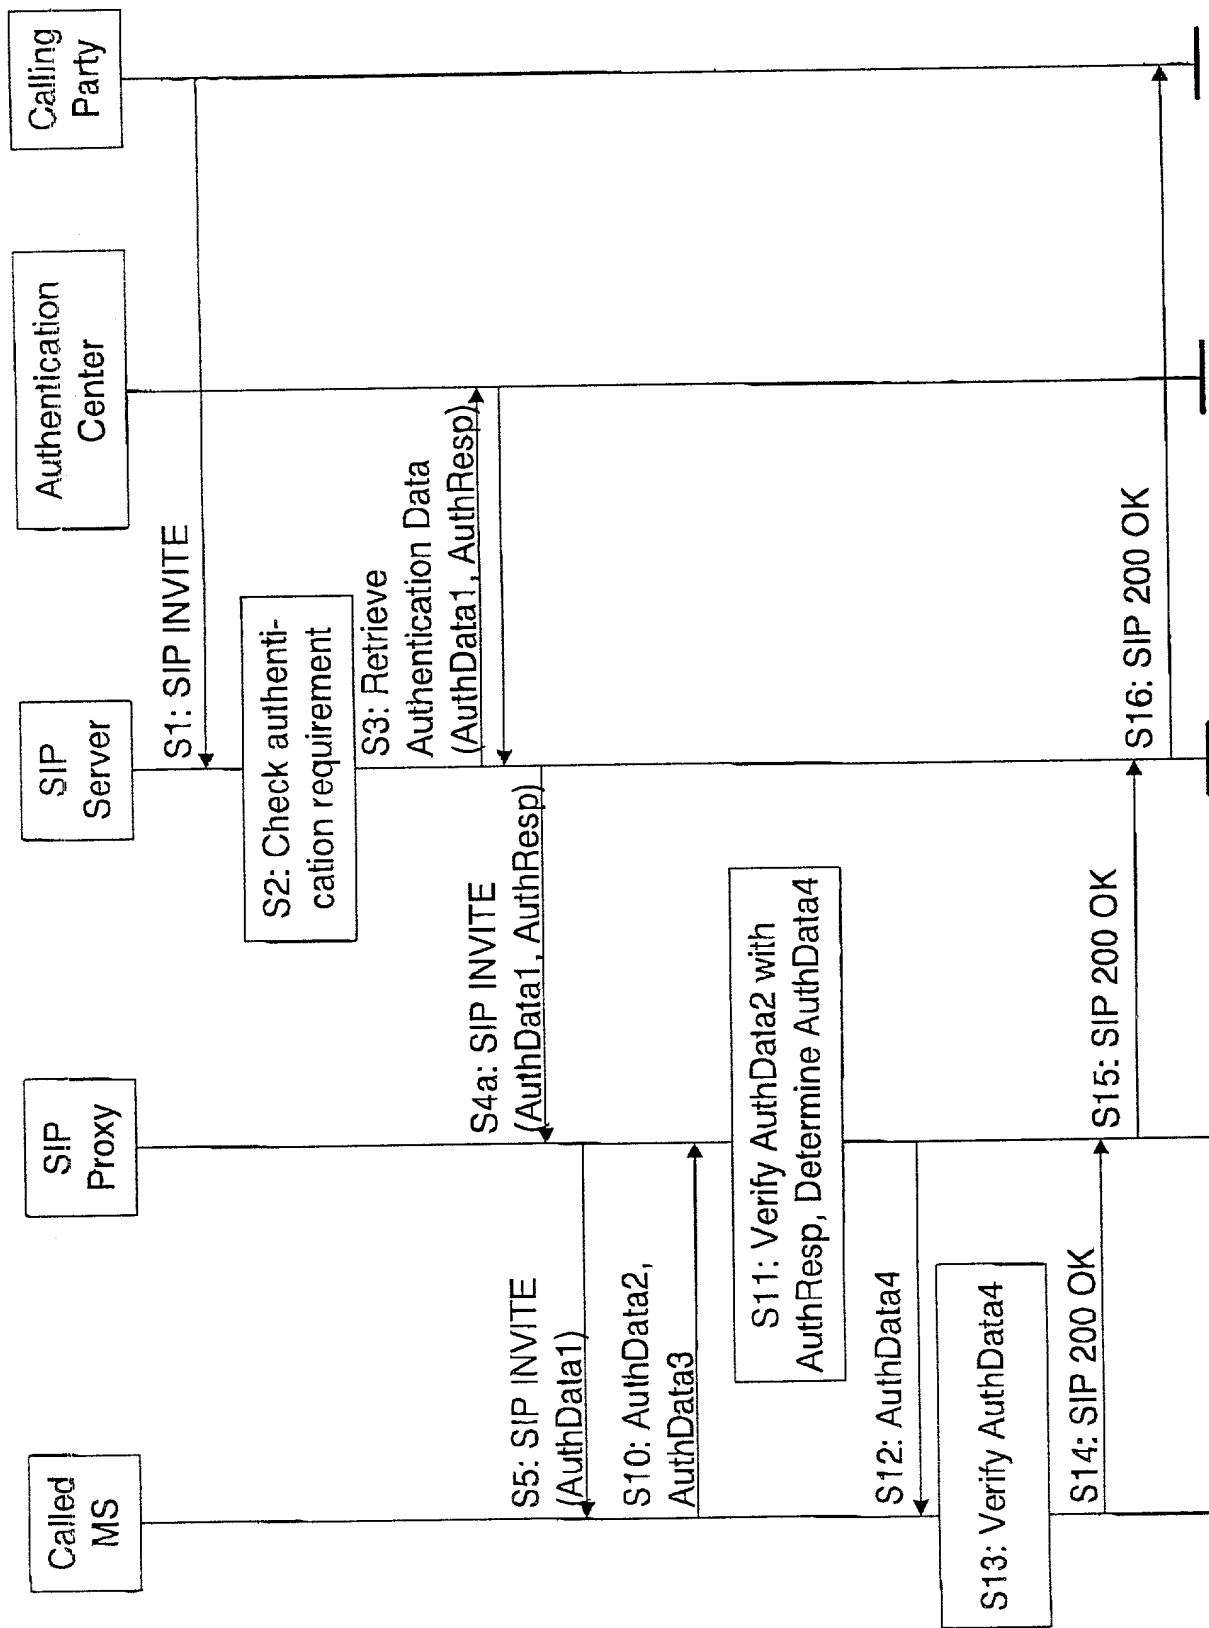 Called
MS
SIP
Proxy
SIP
Server
Authentication
Center
Calling
Party
S1: SIP INVITE
S2: Check authenti-
cation requirement
S3: Retrieve
Authentication Data
(AuthData1, AuthResp)
S4a: SIP INVITE
(AuthData1, AuthResp)
S5: SIP INVITE
(AuthData1)
S10: AuthData2,
AuthData3
S11: Verify AuthData2 with
AuthResp, Determine AuthData4
S12: AuthData4
S13: Verify AuthData4
S14: SIP 200 OK
S15: SIP 200 OK
S16: SIP 200 OK